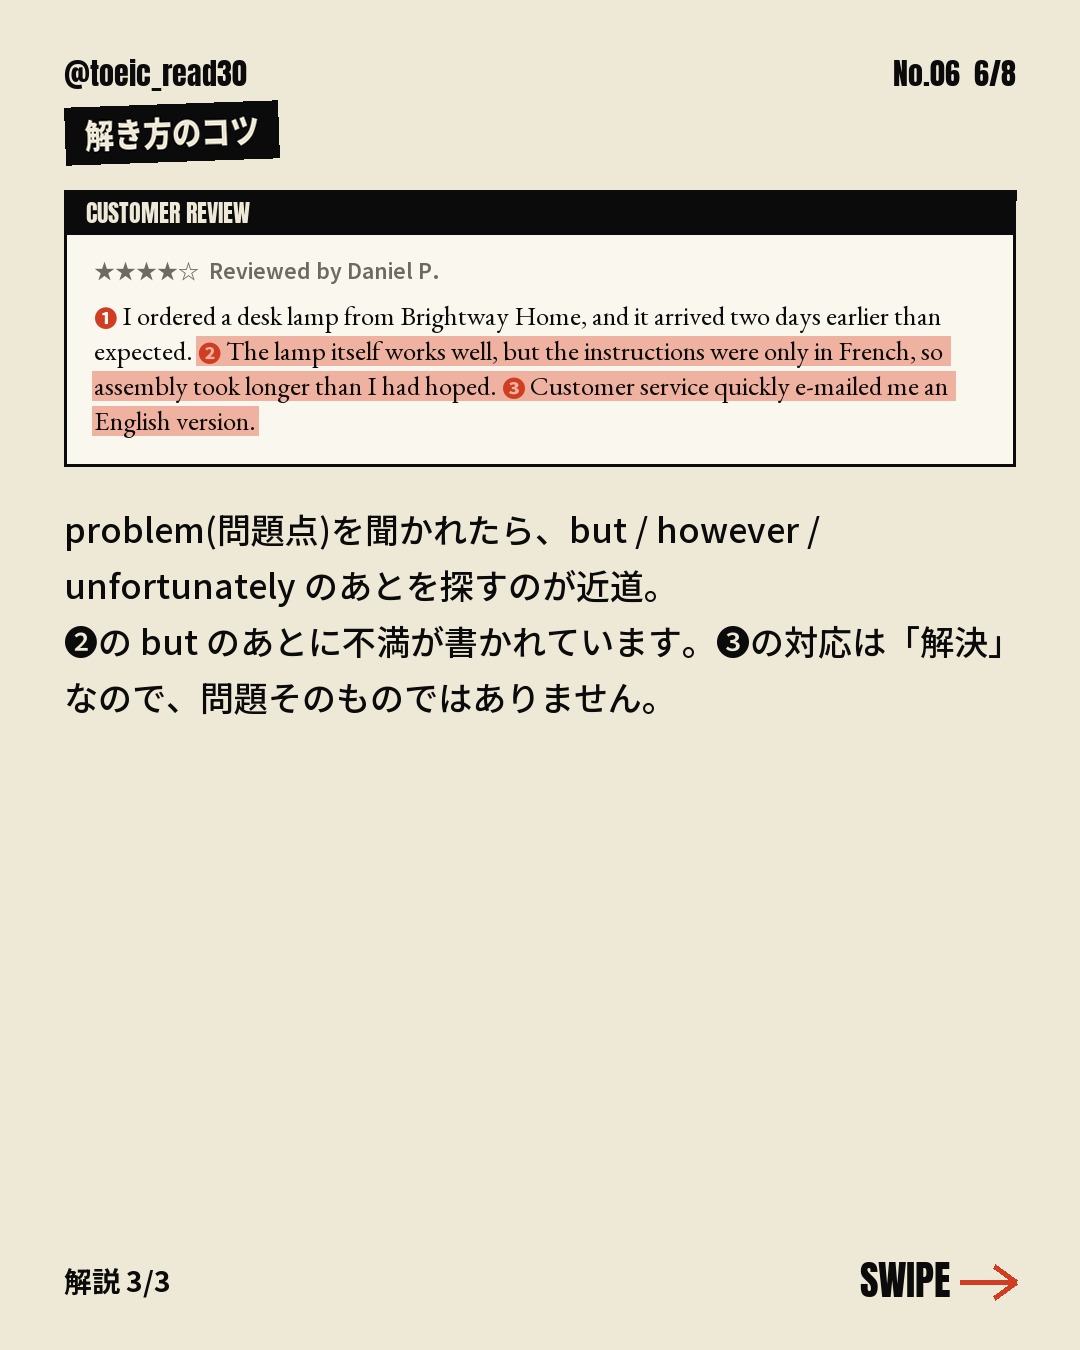 @toeic_read30
No.06 6/8
解き方のコツ
CUSTOMER REVIEW
★★★★☆ Reviewed by Daniel P.
❶ I ordered a desk lamp from Brightway Home, and it arrived two days earlier than
expected. ❷ The lamp itself works well, but the instructions were only in French, so
assembly took longer than I had hoped. ❸ Customer service quickly e-mailed me an
English version.
problem(問題点)を聞かれたら、but / however /
unfortunately のあとを探すのが近道。
❷の but のあとに不満が書かれています。❸の対応は「解決」
なので、問題そのものではありません。
解説 3/3
SWIPE